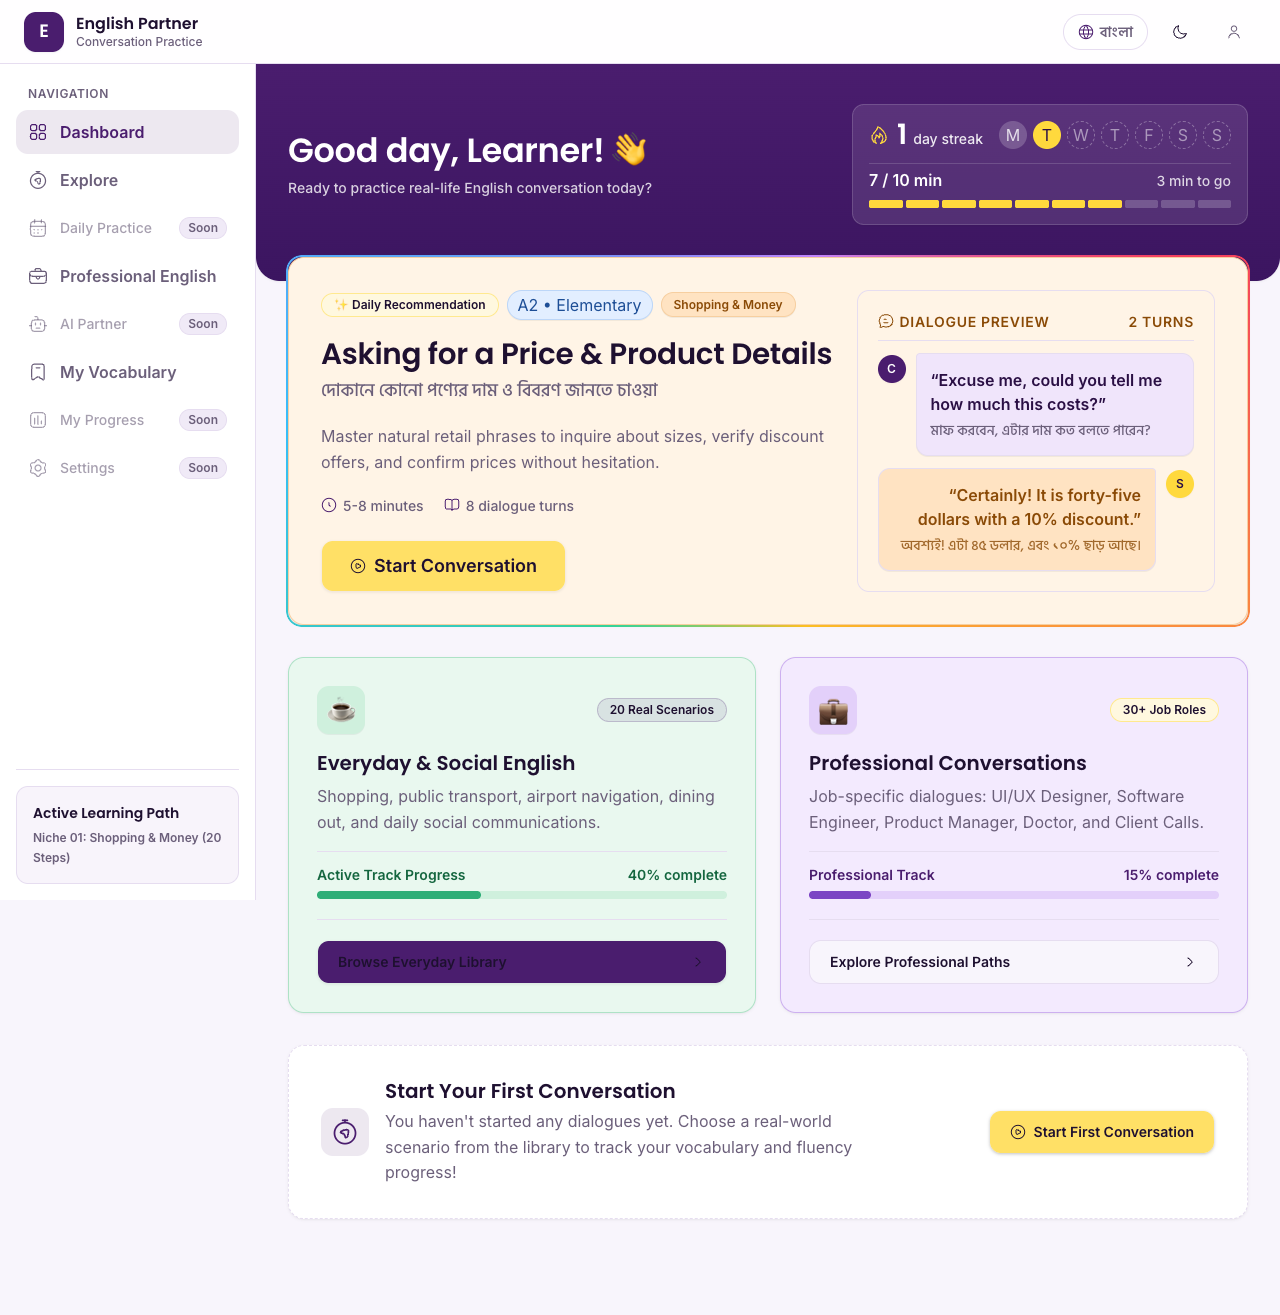 E
English Partner
Conversation Practice
বাংলা
NAVIGATION
Dashboard
Explore
Daily Practice Soon
Professional English
AI Partner Soon
My Vocabulary
My Progress Soon
Settings Soon
Active Learning Path
Niche 01: Shopping & Money (20
Steps)
Good day, Learner! 👋
Ready to practice real-life English conversation today?
1 day streak M T W T F S S
7 / 10 min 3 min to go
✨ Daily Recommendation A2 • Elementary Shopping & Money
Asking for a Price & Product Details
দোকানে কোনো পণ্যের দাম ও বিবরণ জানতে চাওয়া
Master natural retail phrases to inquire about sizes, verify discount
offers, and confirm prices without hesitation.
5-8 minutes 8 dialogue turns
Start Conversation
DIALOGUE PREVIEW 2 TURNS
C
“Excuse me, could you tell me
how much this costs?”
মাফ করবেন, এটার দাম কত বলতে পারেন?
S
“Certainly! It is forty-five
dollars with a 10% discount.”
অবশ্যই! এটা ৪৫ ডলার, এবং ১০% ছাড় আছে।
20 Real Scenarios
Everyday & Social English
Shopping, public transport, airport navigation, dining
out, and daily social communications.
Active Track Progress 40% complete
Browse Everyday Library
30+ Job Roles
Professional Conversations
Job-specific dialogues: UI/UX Designer, Software
Engineer, Product Manager, Doctor, and Client Calls.
Professional Track 15% complete
Explore Professional Paths
Start Your First Conversation
You haven't started any dialogues yet. Choose a real-world
scenario from the library to track your vocabulary and fluency
progress!
Start First Conversation